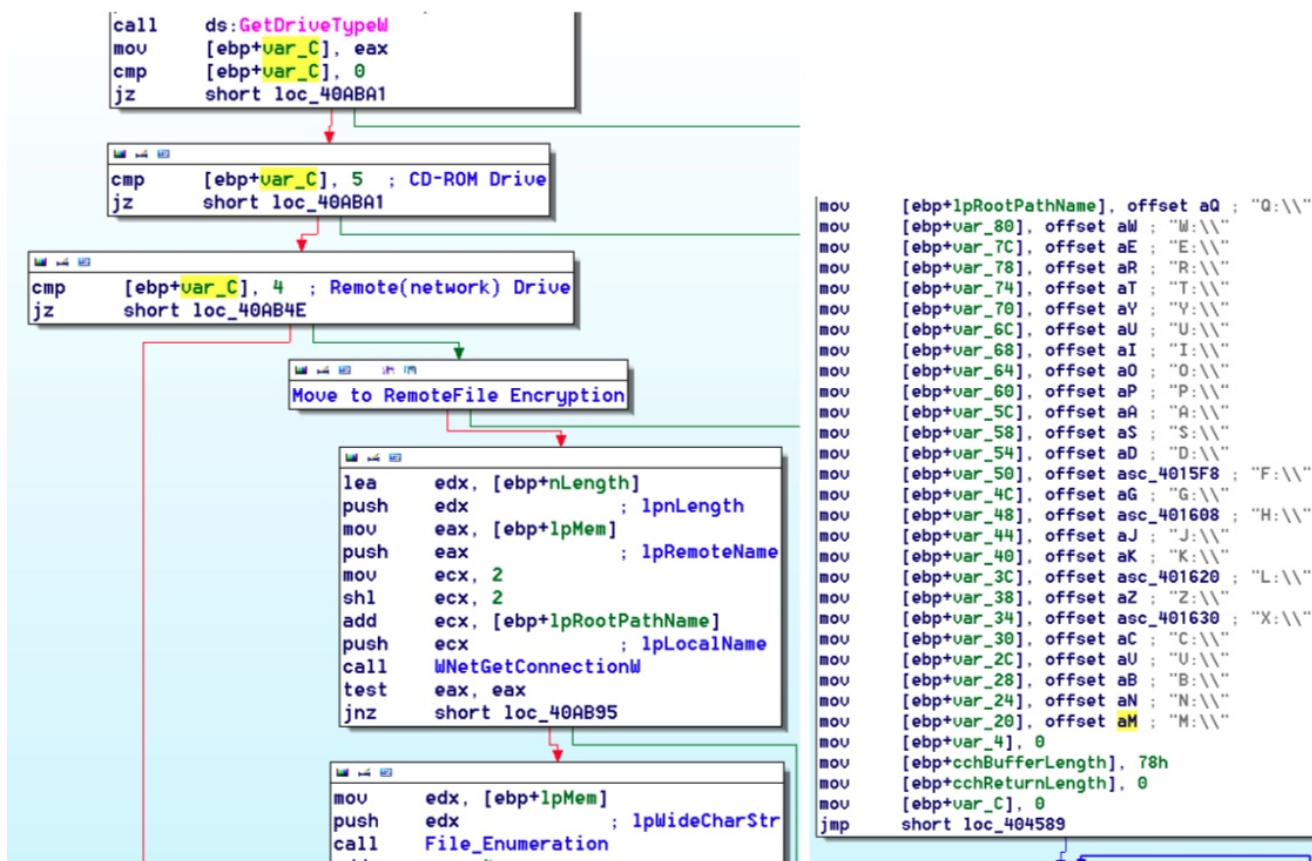 call ds:GetDriveTypeW
mov [ebp+var_C], eax
cmp [ebp+var_C], 0
jz short loc_40ABA1
cmp [ebp+var_C], 5 ; CD-ROM Drive
jz short loc_40ABA1
cmp [ebp+var_C], 4 ; Remote(network) Drive
jz short loc_40AB4E
Move to RemoteFile Encryption
lea edx, [ebp+nLength]
push edx ; lpnLength
mov eax, [ebp+lpMem]
push eax ; lpRemoteName
mov ecx, 2
shl ecx, 2
add ecx, [ebp+lpRootPathName]
push ecx ; lpLocalName
call WNetGetConnectionW
test eax, eax
jnz short loc_40AB95
mov edx, [ebp+lpMem]
push edx ; lpWideCharStr
call File_Enumeration
mov [ebp+lpRootPathName], offset aQ ; "Q:\\"
mov [ebp+var_80], offset aW ; "W:\\"
mov [ebp+var_7C], offset aE ; "E:\\"
mov [ebp+var_78], offset aR ; "R:\\"
mov [ebp+var_74], offset aT ; "T:\\"
mov [ebp+var_70], offset aY ; "Y:\\"
mov [ebp+var_6C], offset aU ; "U:\\"
mov [ebp+var_68], offset aI ; "I:\\"
mov [ebp+var_64], offset aO ; "O:\\"
mov [ebp+var_60], offset aP ; "P:\\"
mov [ebp+var_5C], offset aA ; "A:\\"
mov [ebp+var_58], offset aS ; "S:\\"
mov [ebp+var_54], offset aD ; "D:\\"
mov [ebp+var_50], offset asc_4015F8 ; "F:\\"
mov [ebp+var_4C], offset aG ; "G:\\"
mov [ebp+var_48], offset asc_401608 ; "H:\\"
mov [ebp+var_44], offset aJ ; "J:\\"
mov [ebp+var_40], offset aK ; "K:\\"
mov [ebp+var_3C], offset asc_401620 ; "L:\\"
mov [ebp+var_38], offset aZ ; "Z:\\"
mov [ebp+var_34], offset asc_401630 ; "X:\\"
mov [ebp+var_30], offset aC ; "C:\\"
mov [ebp+var_2C], offset aV ; "V:\\"
mov [ebp+var_28], offset aB ; "B:\\"
mov [ebp+var_24], offset aN ; "N:\\"
mov [ebp+var_20], offset aM ; "M:\\"
mov [ebp+var_4], 0
mov [ebp+cchBufferLength], 78h
mov [ebp+cchReturnLength], 0
mov [ebp+var_C], 0
jmp short loc_404589